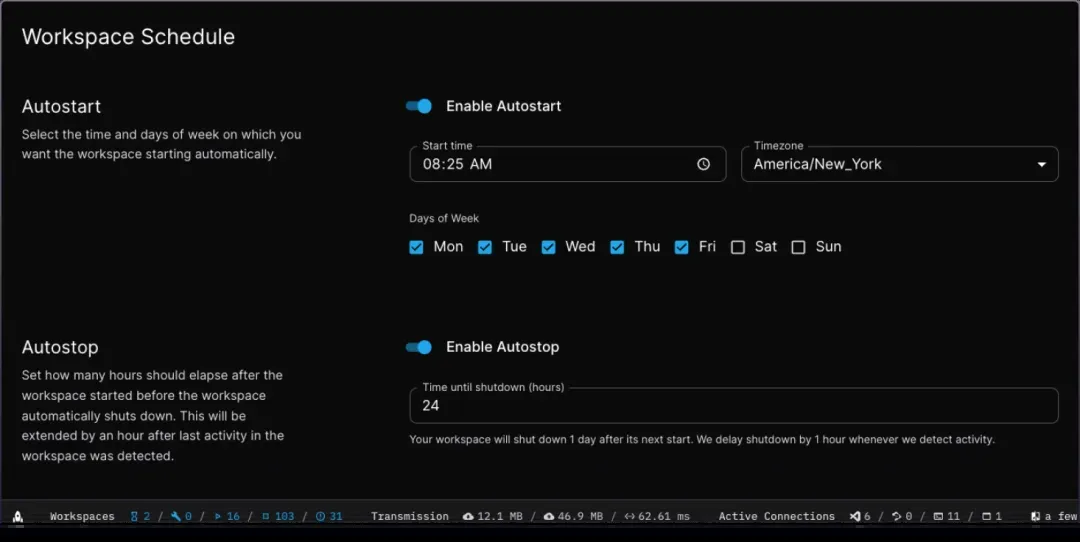 Workspace Schedule
Autostart
Select the time and days of week on which you
want the workspace starting automatically.
Enable Autostart
Start time
08:25 AM
Timezone
America/New_York
Days of Week
Mon Tue Wed Thu Fri Sat Sun
Autostop
Set how many hours should elapse after the
workspace started before the workspace
automatically shuts down. This will be
extended by an hour after last activity in the
workspace was detected.
Enable Autostop
Time until shutdown (hours)
24
Your workspace will shut down 1 day after its next start. We delay shutdown by 1 hour whenever we detect activity.
Workspaces 2 / 0 / 16 / 103 / 31 Transmission 12.1 MB / 46.9 MB / 62.61 ms Active Connections 6 / 0 / 11 / 1 a few